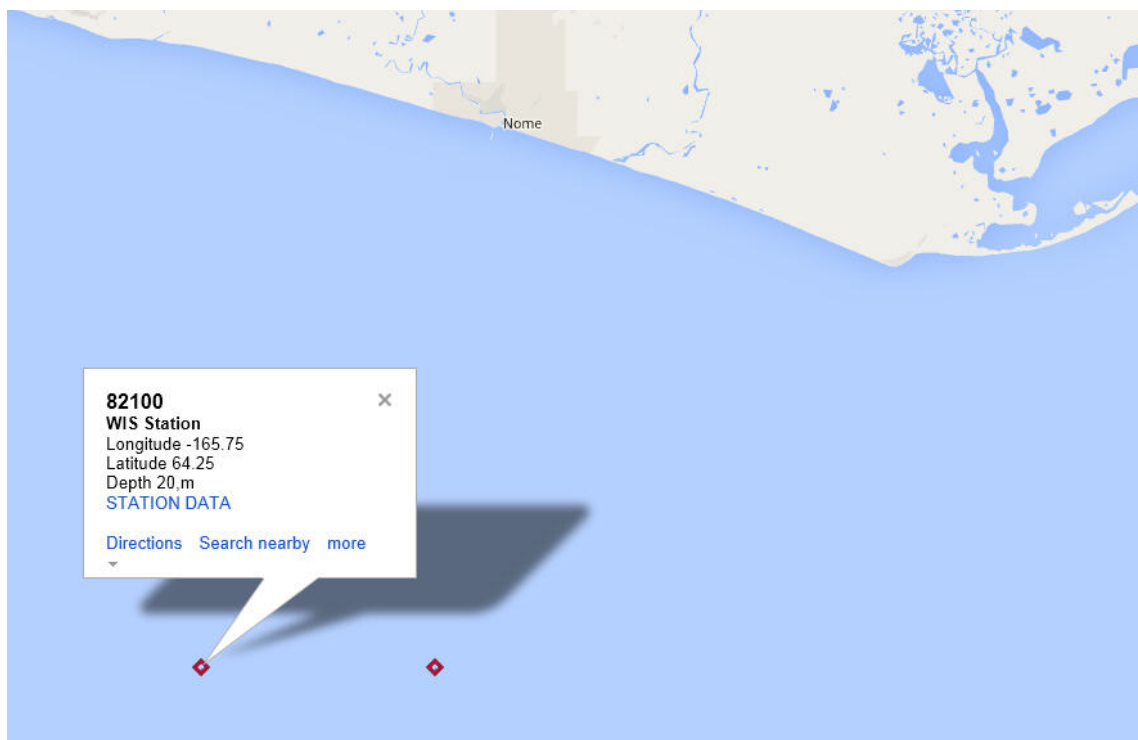 Nome
82100
WIS Station
Longitude -165.75
Latitude 64.25
Depth 20,m
STATION DATA
Directions Search nearby more